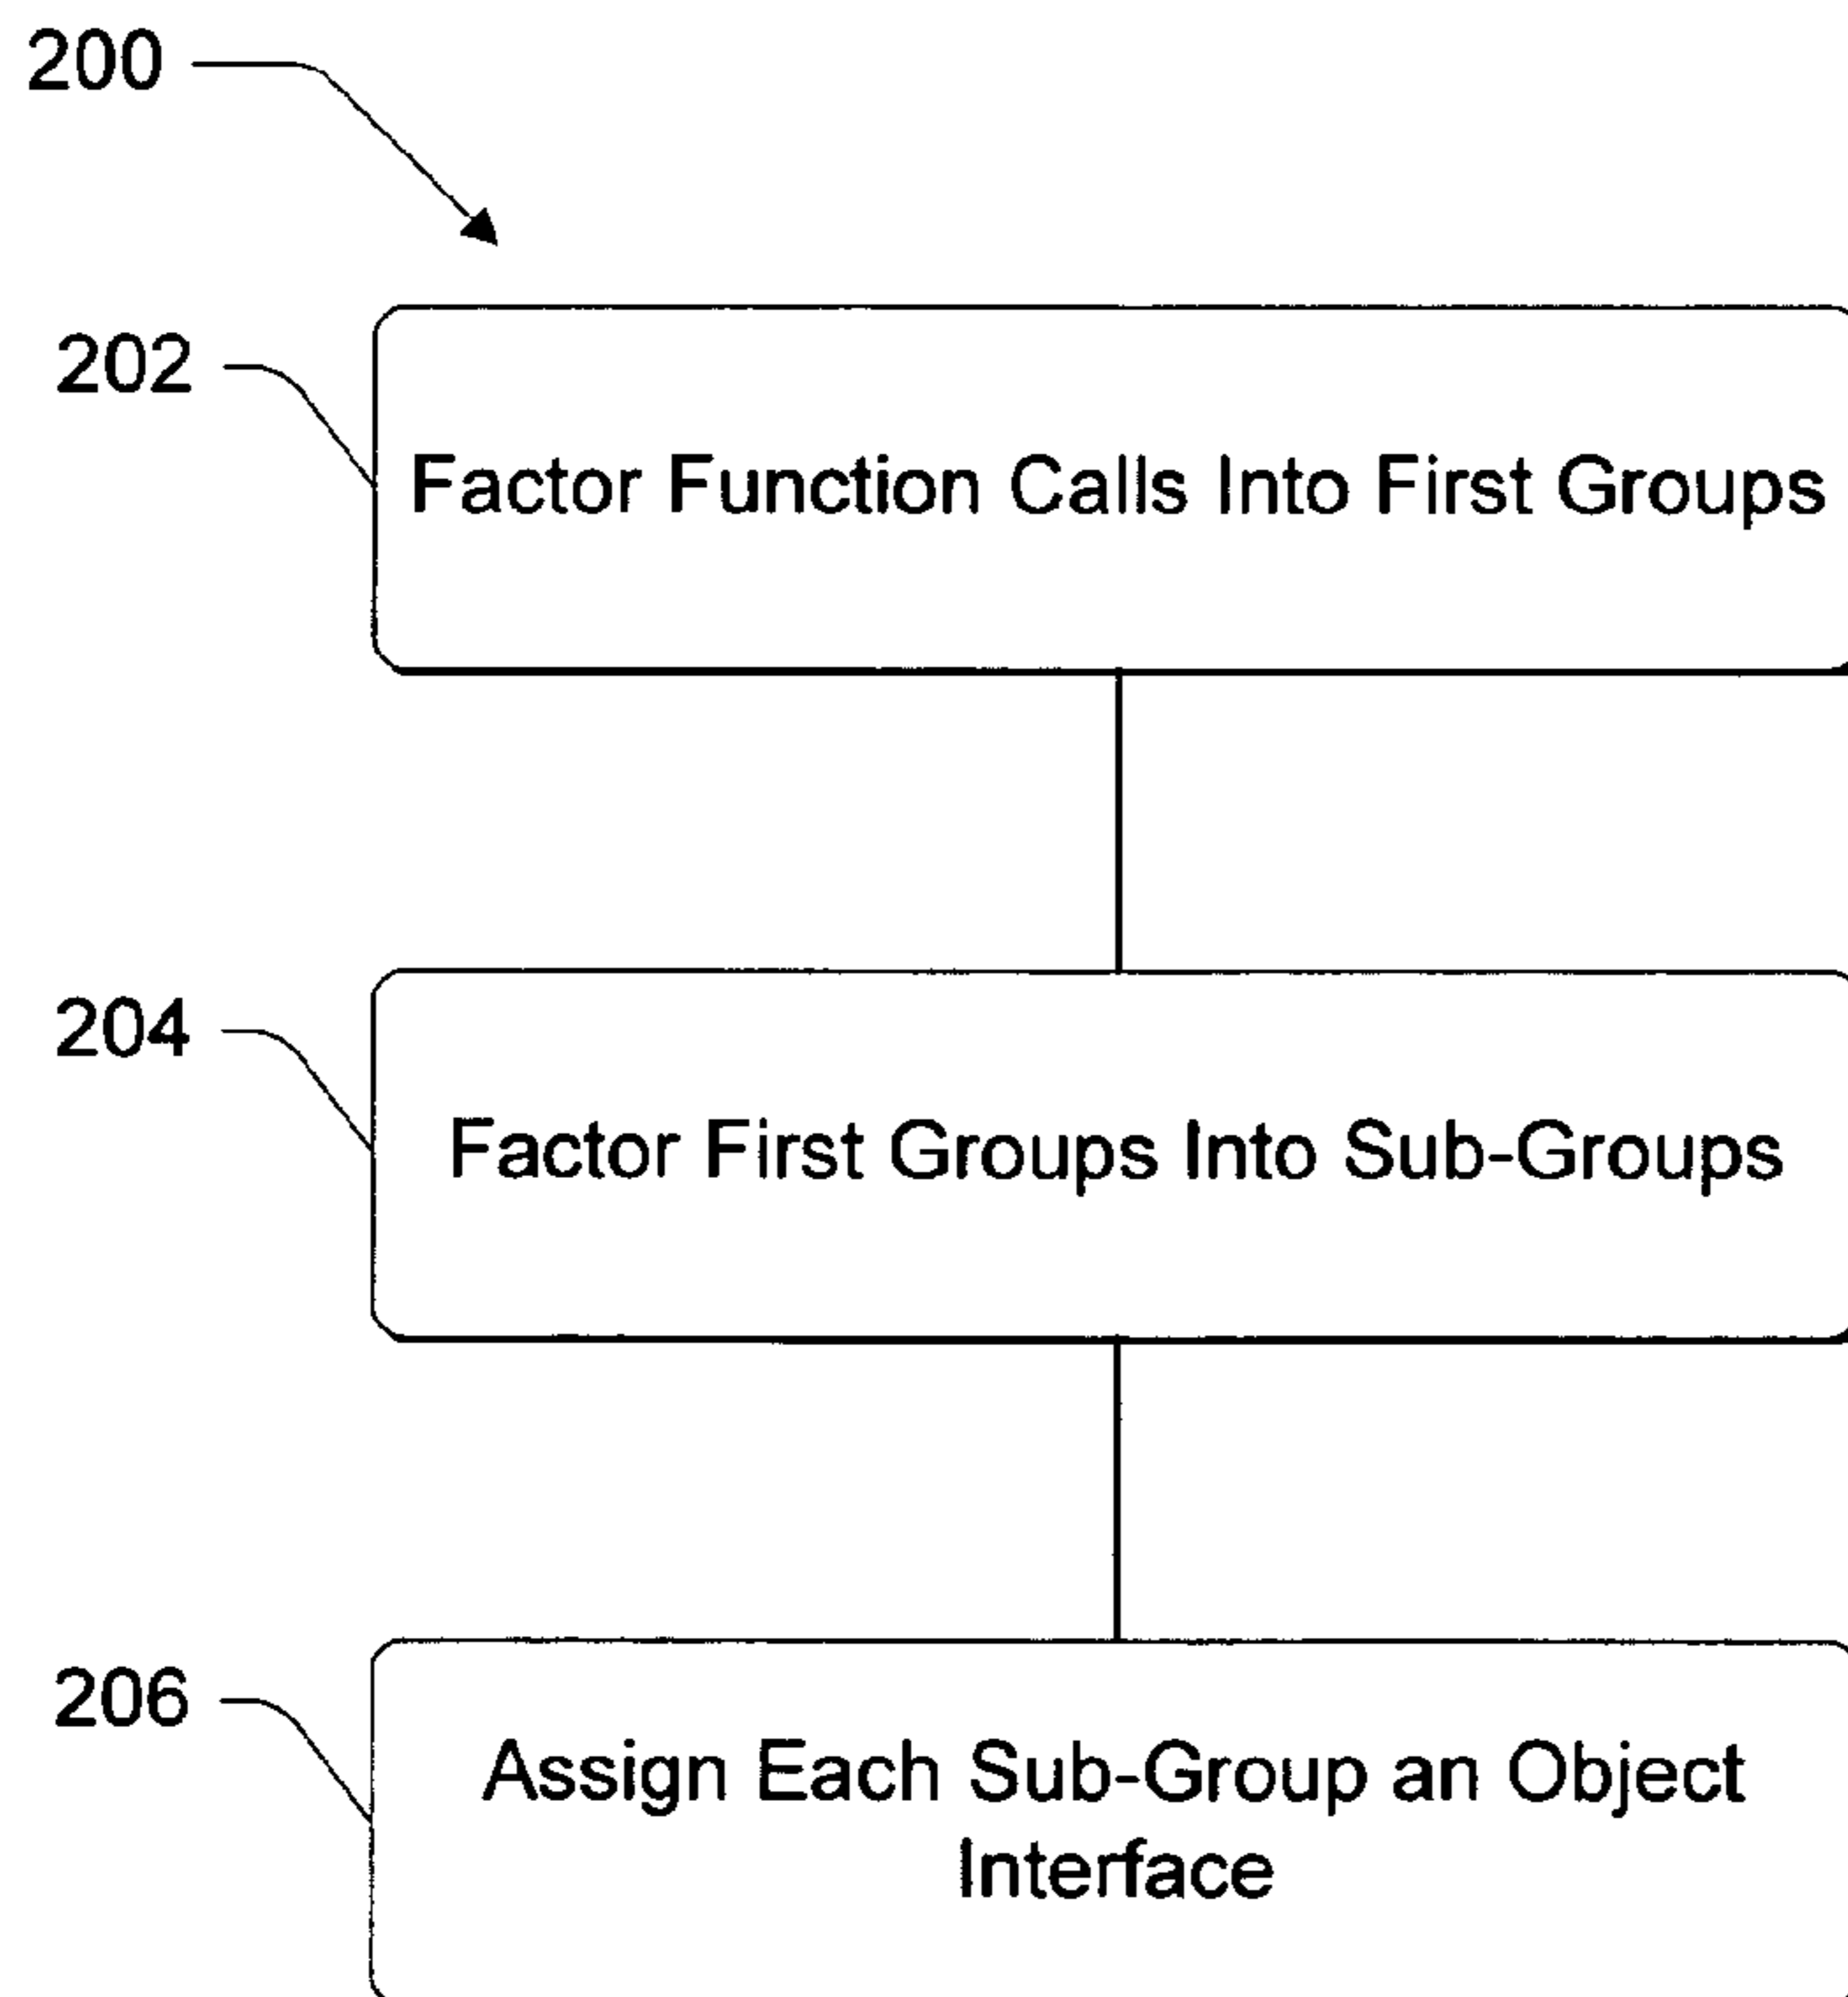 200
202
Factor Function Calls Into First Groups
204
Factor First Groups Into Sub-Groups
206
Assign Each Sub-Group an Object
Interface